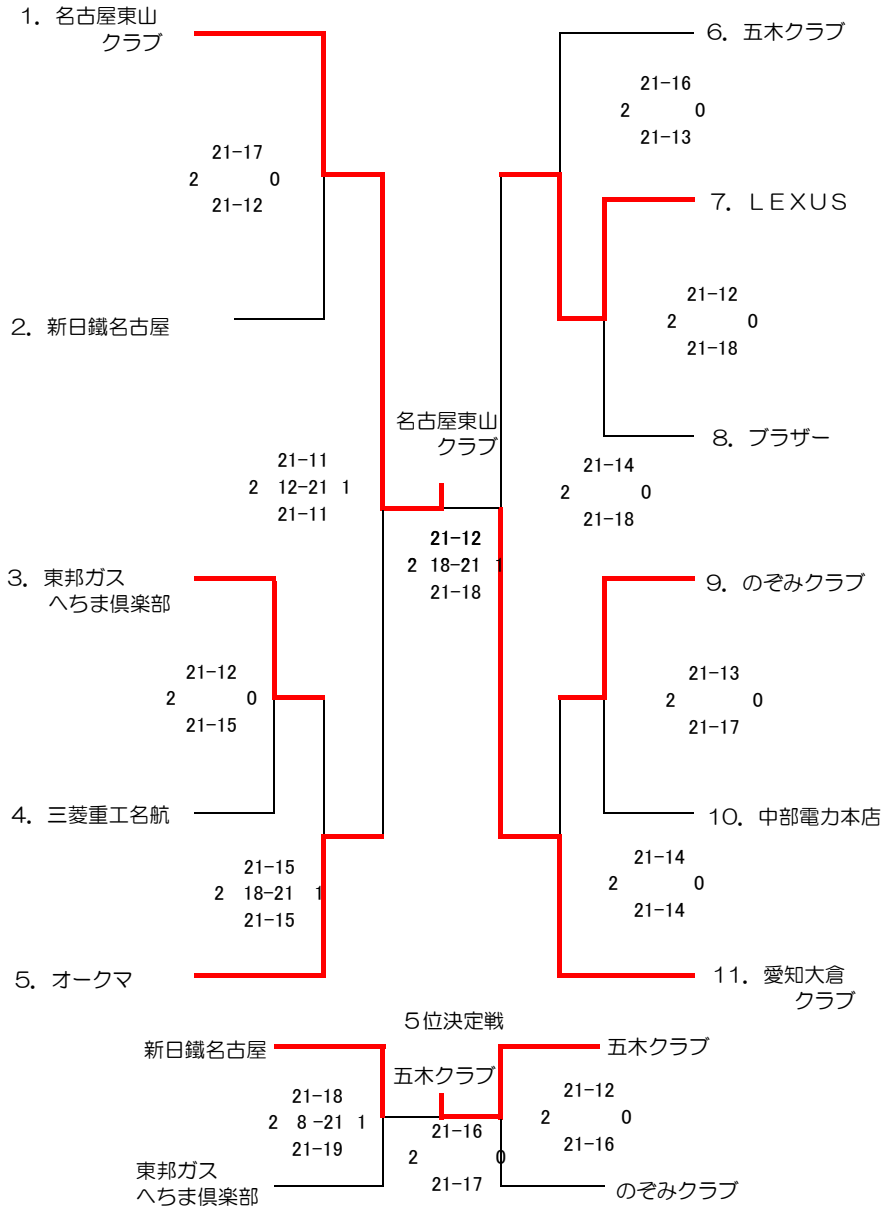 1. 名古屋東山
クラブ
6. 五木クラブ
21-16
2 0
21-13
21-17
2 0
21-12
7. LEXUS
21-12
2 0
21-18
2. 新日鐵名古屋
名古屋東山
クラブ
8. ブラザー
21-11
2 12-21 1
21-11
21-14
2 0
21-18
21-12
2 18-21 1
21-18
3. 東邦ガス
へちま倶楽部
9. のぞみクラブ
21-12
2 0
21-15
21-13
2 0
21-17
4. 三菱重工名航
10. 中部電力本店
21-15
2 18-21 1
21-15
21-14
2 0
21-14
5. オークマ
11. 愛知大倉
クラブ
5位決定戦
新日鐵名古屋
五木クラブ
五木クラブ
21-18
2 8-21 1
21-19
21-12
2 0
21-16
21-16
2 0
21-17
東邦ガス
へちま倶楽部
のぞみクラブ